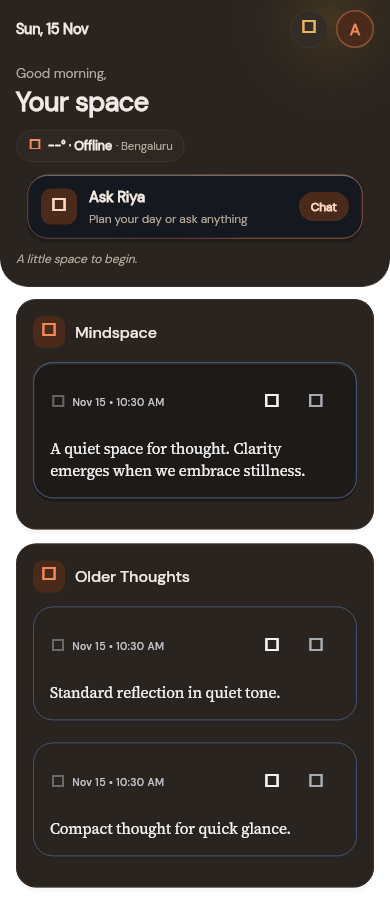 Sun, 15 Nov
A
Good morning,
Your space
--° · Offline · Bengaluru
Ask Riya
Plan your day or ask anything
Chat
A little space to begin.
Mindspace
Nov 15 • 10:30 AM
A quiet space for thought. Clarity
emerges when we embrace stillness.
Older Thoughts
Nov 15 • 10:30 AM
Standard reflection in quiet tone.
Nov 15 • 10:30 AM
Compact thought for quick glance.